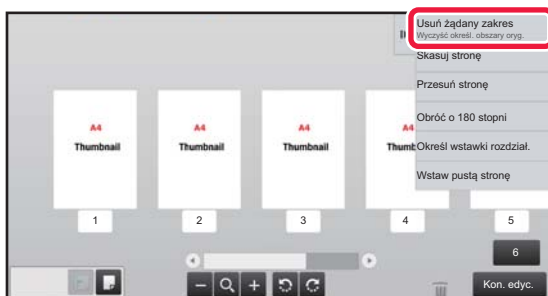 Usuń żądany zakres
Wyczyść określ. obszary oryg.
Skasuj stronę
Przesuń stronę
Obróć o 180 stopni
Określ wstawki rozdział.
Wstaw pustą stronę
A4 A4 A4 A4
Thumbnail Thumbnail Thumbnail Thumb
1 2 3 4 5
6
Kon. edyc.